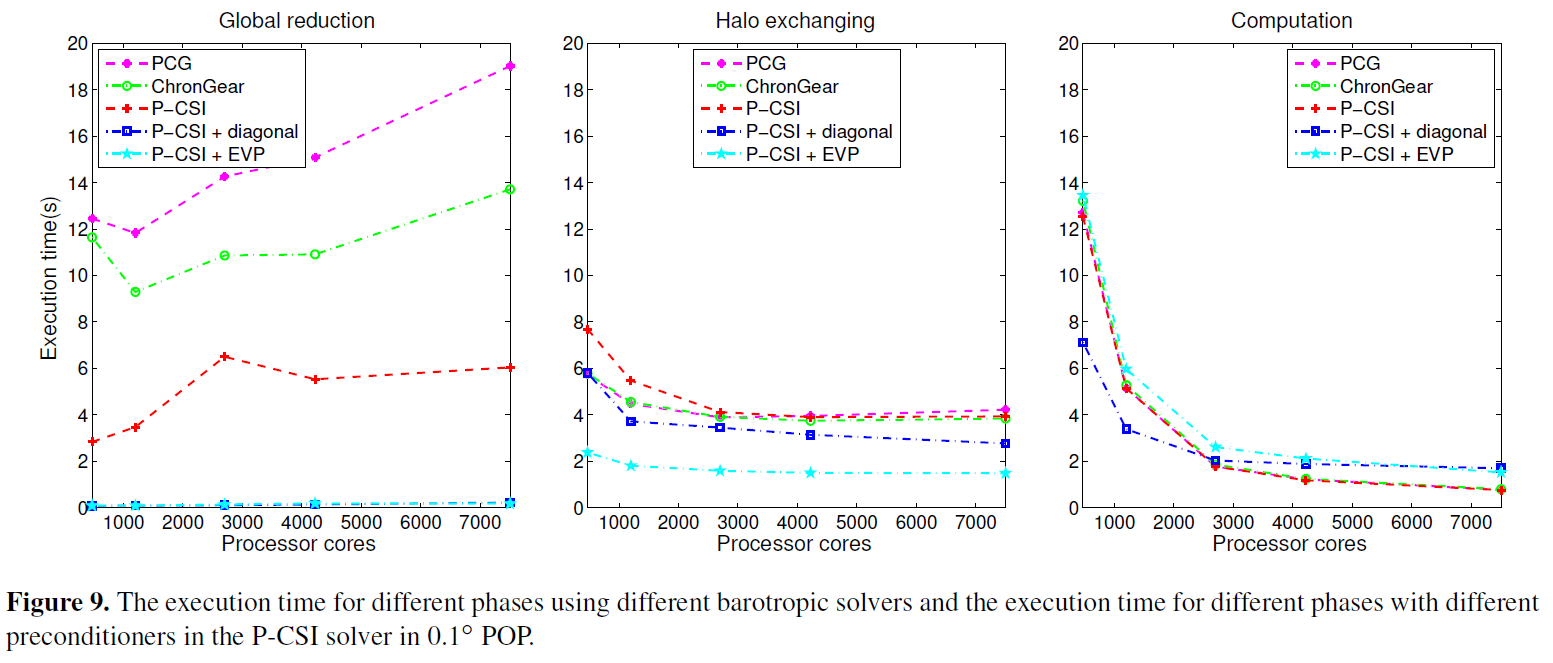 Global reduction
20
18
16
14
12
10
8
6
4
2
0
Execution time(s)
PCG
ChronGear
P−CSI
P−CSI + diagonal
P−CSI + EVP
1000 2000 3000 4000 5000 6000 7000
Processor cores
Halo exchanging
20
18
16
14
12
10
8
6
4
2
0
PCG
ChronGear
P−CSI
P−CSI + diagonal
P−CSI + EVP
1000 2000 3000 4000 5000 6000 7000
Processor cores
Computation
20
18
16
14
12
10
8
6
4
2
0
PCG
ChronGear
P−CSI
P−CSI + diagonal
P−CSI + EVP
1000 2000 3000 4000 5000 6000 7000
Processor cores
Figure 9. The execution time for different phases using different barotropic solvers and the execution time for different phases with different
preconditioners in the P-CSI solver in 0.1° POP.